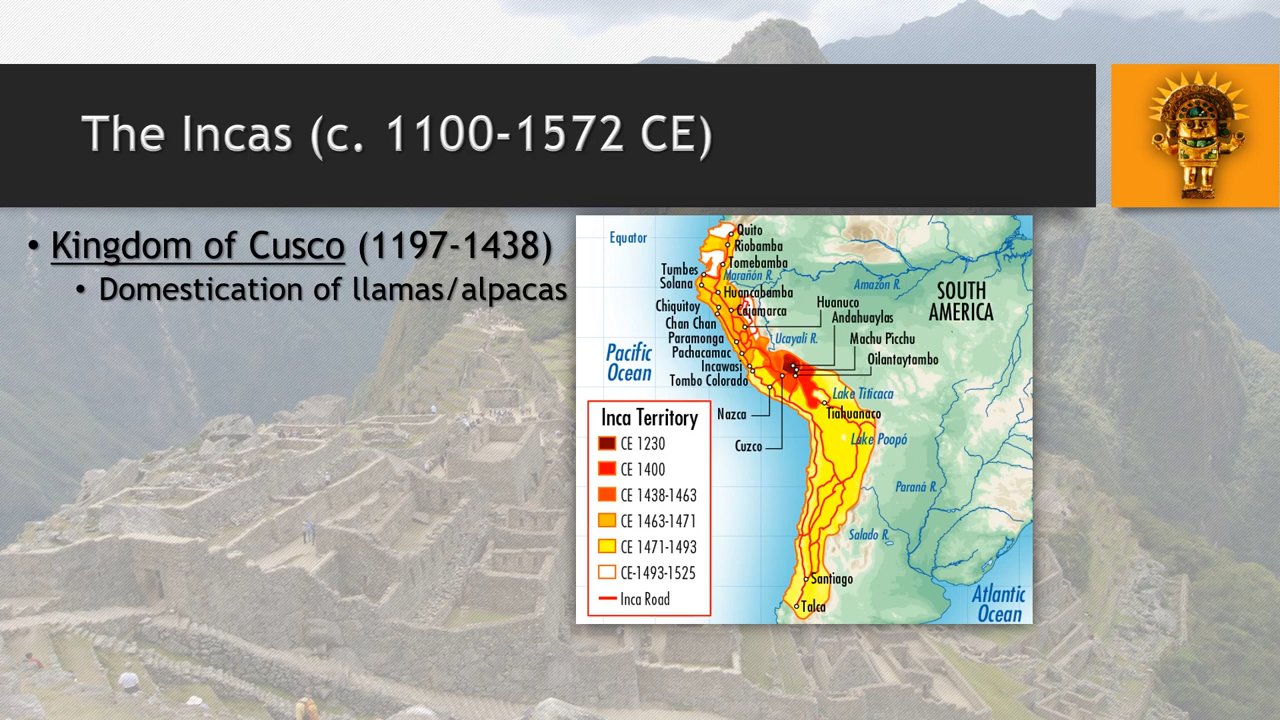 The Incas (c. 1100-1572 CE)
• Kingdom of Cusco (1197-1438)
• Domestication of llamas/alpacas
Equator
Quito
Riobamba
Tomebamba
Tumbes
Marañón R.
Solana
Huancabamba
Amazon R.
SOUTH
AMERICA
Chiquitoy
Cajamarca
Huanuco
Andahuaylas
Chan Chan
Paramonga
Ucayali R.
Machu Picchu
Pacific
Ocean
Pachacamac
Oilantaytambo
Incawasi
Tombo Colorado
Lake Titicaca
Nazca
Tiahuanaco
Cuzco
Lake Poopó
Inca Territory
CE 1230
CE 1400
CE 1438-1463
CE 1463-1471
CE 1471-1493
CE-1493-1525
Inca Road
Paraná R.
Salado R.
Santiago
Talca
Atlantic
Ocean